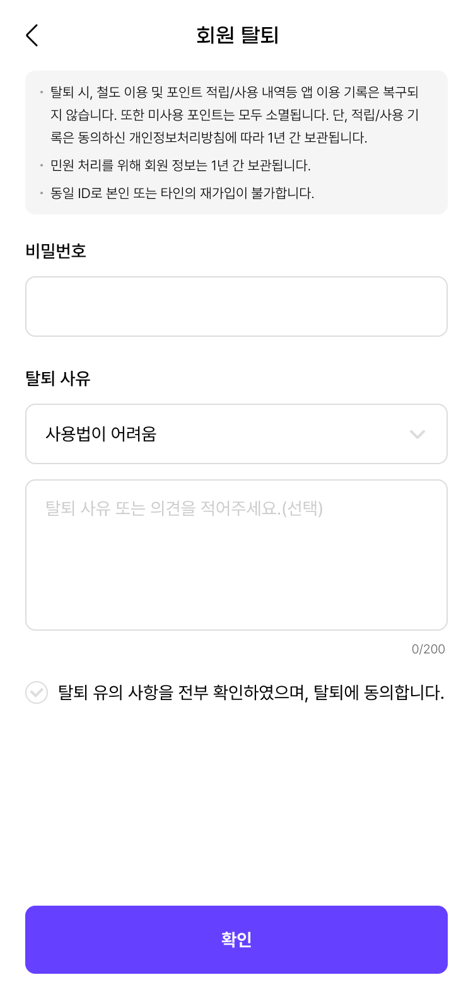 회원 탈퇴
• 탈퇴 시, 철도 이용 및 포인트 적립/사용 내역등 앱 이용 기록은 복구되
지 않습니다. 또한 미사용 포인트는 모두 소멸됩니다. 단, 적립/사용 기
록은 동의하신 개인정보처리방침에 따라 1년 간 보관됩니다.
• 민원 처리를 위해 회원 정보는 1년 간 보관됩니다.
• 동일 ID로 본인 또는 타인의 재가입이 불가합니다.
비밀번호
탈퇴 사유
사용법이 어려움
탈퇴 사유 또는 의견을 적어주세요.(선택)
0/200
탈퇴 유의 사항을 전부 확인하였으며, 탈퇴에 동의합니다.
확인